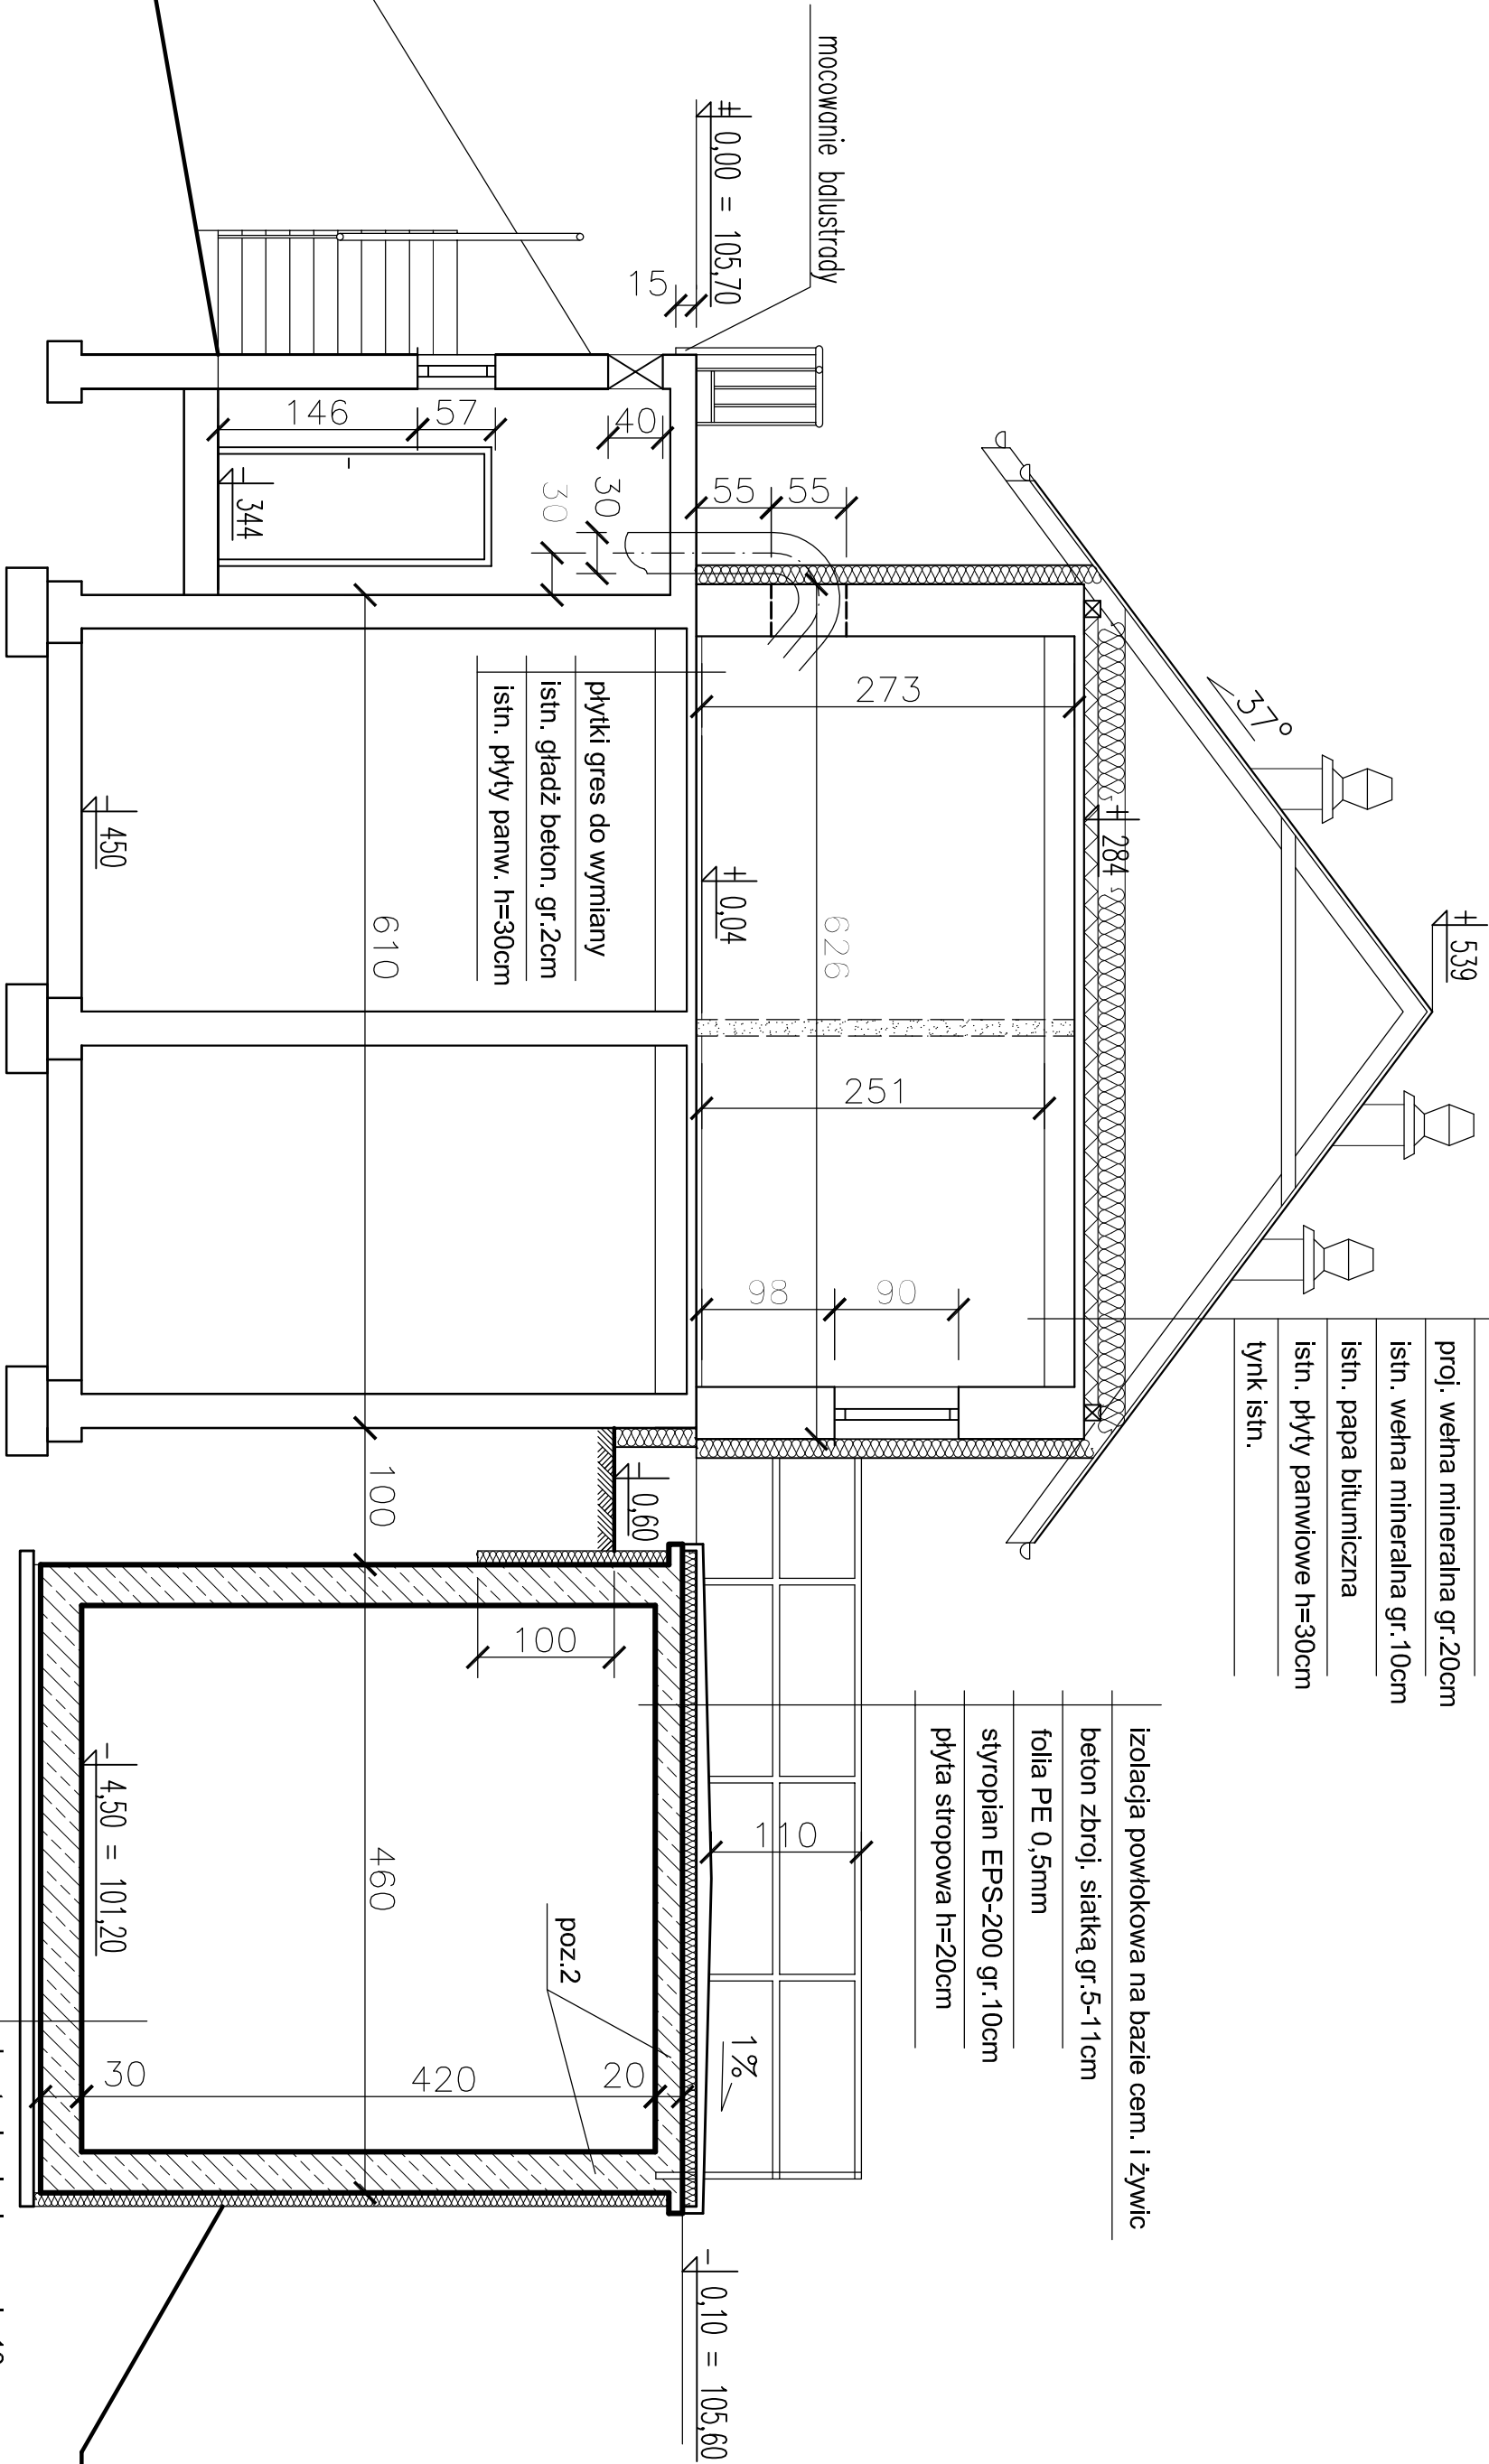 mocowanie balustrady
± 0,00 = 105,70
15
146
57
40
- 344
30
30
55
55
273
37°
+ 284
+ 539
626
± 0,04
251
98
90
płytki gres do wymiany
istn. gładź beton. gr.2cm
istn. płyty panw. h=30cm
- 450
610
100
- 0,60
proj. wełna mineralna gr.20cm
istn. wełna mineralna gr.10cm
istn. papa bitumiczna
istn. płyty panwiowe h=30cm
tynk istn.
izolacja powłokowa na bazie cem. i żywic
beton zbroj. siatką gr.5-11cm
folia PE 0,5mm
styropian EPS-200 gr.10cm
płyta stropowa h=20cm
100
110
1%
poz.2
- 4,50 = 101,20
460
30
420
20
- 0,10 = 105,60